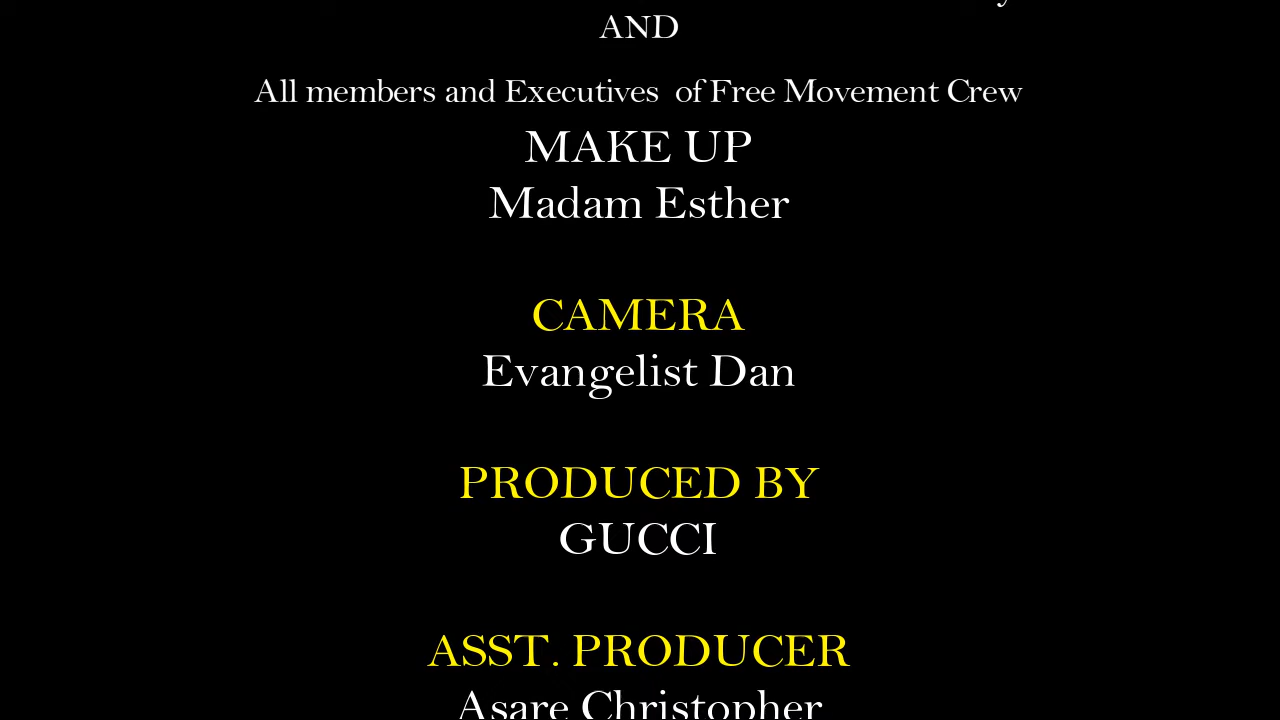 AND
All members and Executives of Free Movement Crew
MAKE UP
Madam Esther
CAMERA
Evangelist Dan
PRODUCED BY
GUCCI
ASST. PRODUCER
Asare Christopher